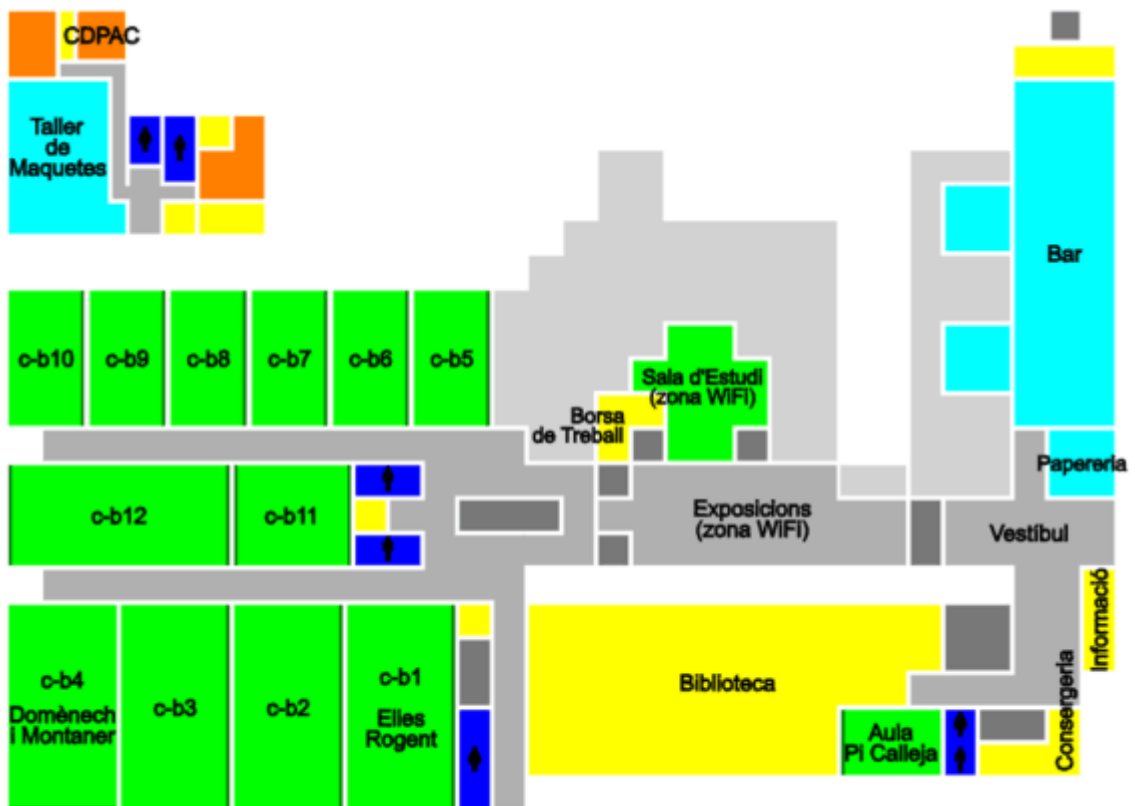 CDPAC
Taller
de
Maquetes
Bar
c-b10
c-b9
c-b8
c-b7
c-b6
c-b5
Sala d'Estudi
(zona WiFi)
Borsa
de Treball
Papereria
c-b12
c-b11
Exposicions
(zona WiFi)
Vestíbul
Informació
c-b4
Domènech
i Montaner
c-b3
c-b2
c-b1
Elies
Rogent
Biblioteca
Aula
Pi Calleja
Consergeria